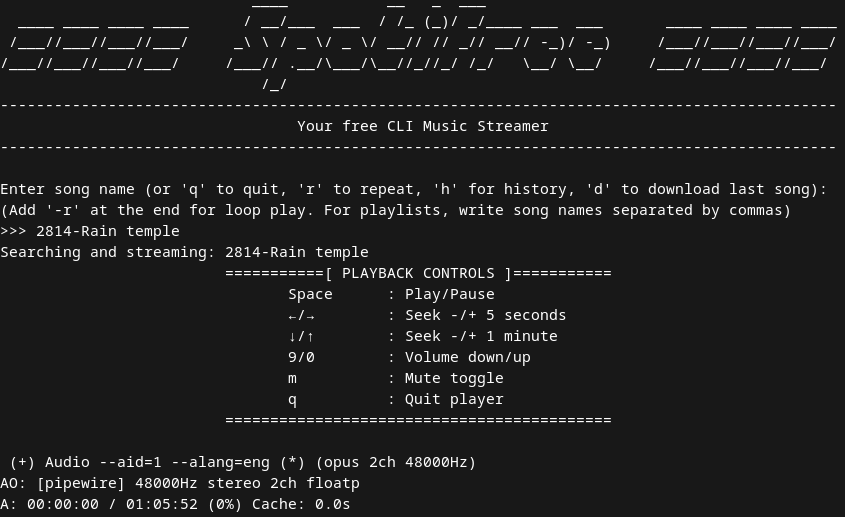 Spotifree
Your free CLI Music Streamer
Enter song name (or 'q' to quit, 'r' to repeat, 'h' for history, 'd' to download last song):
(Add '-r' at the end for loop play. For playlists, write song names separated by commas)
>>> 2814-Rain temple
Searching and streaming: 2814-Rain temple
===========[ PLAYBACK CONTROLS ]===========
Space : Play/Pause
←/→ : Seek -/+ 5 seconds
↓/↑ : Seek -/+ 1 minute
9/0 : Volume down/up
m : Mute toggle
q : Quit player
===========================================
(+) Audio --aid=1 --alang=eng (*) (opus 2ch 48000Hz)
AO: [pipewire] 48000Hz stereo 2ch floatp
A: 00:00:00 / 01:05:52 (0%) Cache: 0.0s